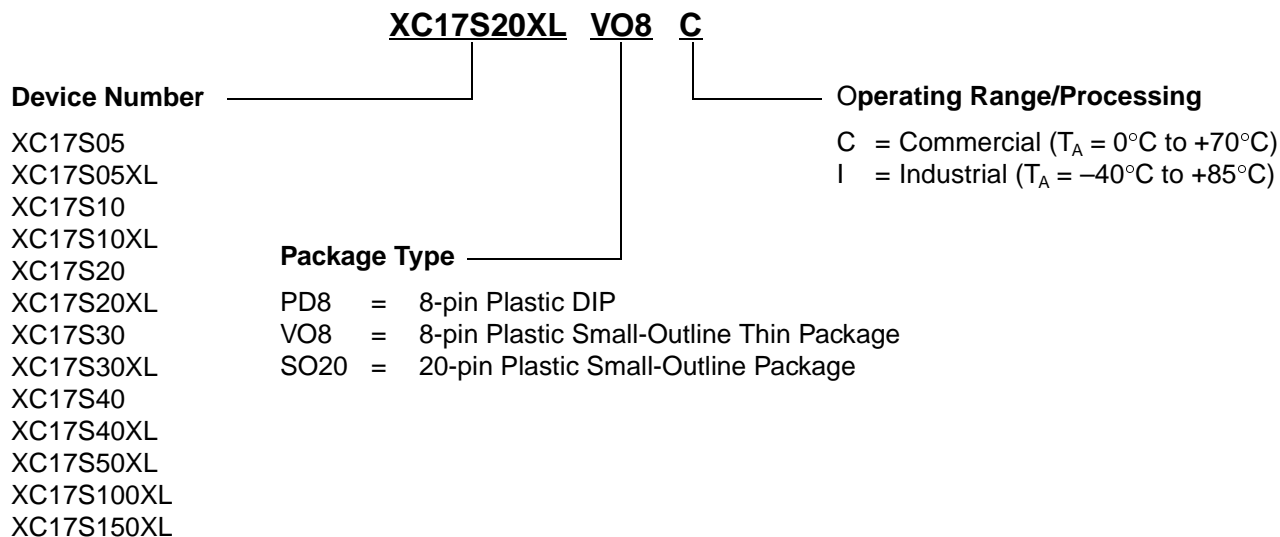 XC17S20XL VO8 C
Device Number
XC17S05
XC17S05XL
XC17S10
XC17S10XL
XC17S20
XC17S20XL
XC17S30
XC17S30XL
XC17S40
XC17S40XL
XC17S50XL
XC17S100XL
XC17S150XL
Package Type
PD8 = 8-pin Plastic DIP
VO8 = 8-pin Plastic Small-Outline Thin Package
SO20 = 20-pin Plastic Small-Outline Package
Operating Range/Processing
C = Commercial (TA = 0°C to +70°C)
I = Industrial (TA = –40°C to +85°C)